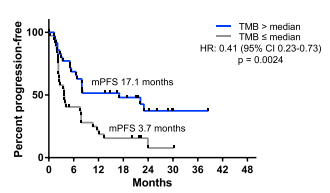 TMB > median
TMB ≤ median
HR: 0.41 (95% CI 0.23-0.73)
p = 0.0024
Percent progression-free
100
50
0
mPFS 17.1 months
mPFS 3.7 months
0 6 12 18 24 30 36 42 48
Months